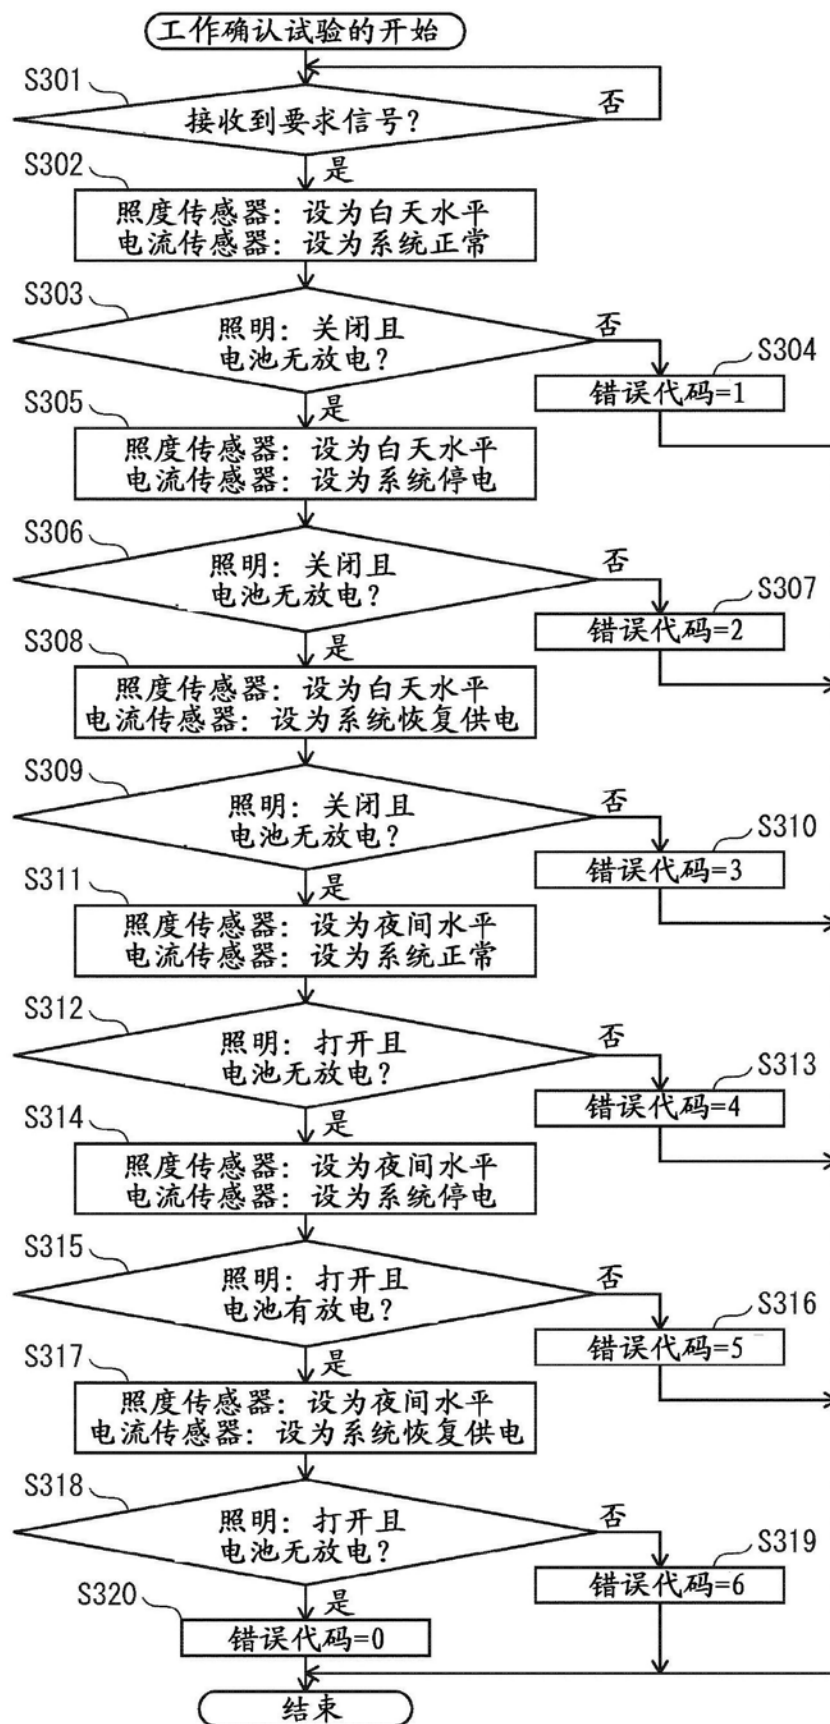 工作确认试验的开始
S301
接收到要求信号?
否
是
S302
照度传感器: 设为白天水平
电流传感器: 设为系统正常
S303
照明: 关闭且
电池无放电?
否
S304
错误代码=1
是
S305
照度传感器: 设为白天水平
电流传感器: 设为系统停电
S306
照明: 关闭且
电池无放电?
否
S307
错误代码=2
是
S308
照度传感器: 设为白天水平
电流传感器: 设为系统恢复供电
S309
照明: 关闭且
电池无放电?
否
S310
错误代码=3
是
S311
照度传感器: 设为夜间水平
电流传感器: 设为系统正常
S312
照明: 打开且
电池无放电?
否
S313
错误代码=4
是
S314
照度传感器: 设为夜间水平
电流传感器: 设为系统停电
S315
照明: 打开且
电池有放电?
否
S316
错误代码=5
是
S317
照度传感器: 设为夜间水平
电流传感器: 设为系统恢复供电
S318
照明: 打开且
电池无放电?
否
S319
错误代码=6
是
S320
错误代码=0
结束